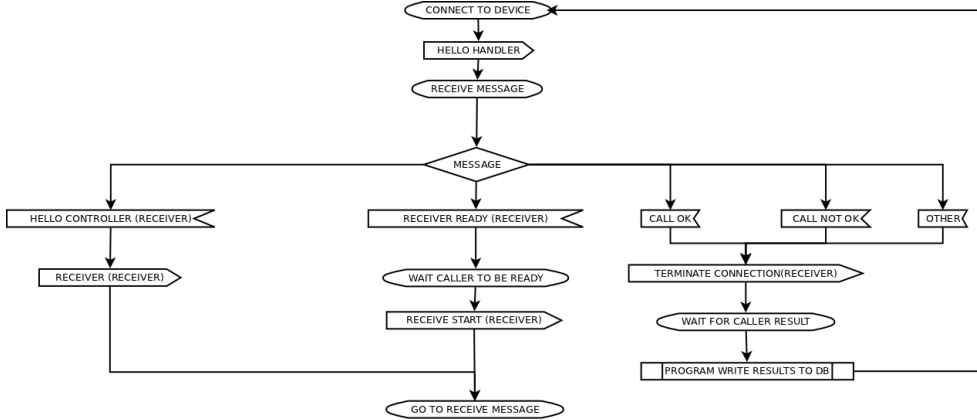 CONNECT TO DEVICE
HELLO HANDLER
RECEIVE MESSAGE
MESSAGE
HELLO CONTROLLER (RECEIVER)
RECEIVER READY (RECEIVER)
CALL OK
CALL NOT OK
OTHER
RECEIVER (RECEIVER)
WAIT CALLER TO BE READY
TERMINATE CONNECTION(RECEIVER)
RECEIVE START (RECEIVER)
WAIT FOR CALLER RESULT
PROGRAM WRITE RESULTS TO DB
GO TO RECEIVE MESSAGE